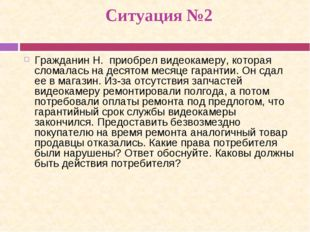 Ситуация №2
Гражданин Н. приобрел видеокамеру, которая
сломалась на десятом месяце гарантии. Он сдал
ее в магазин. Из-за отсутствия запчастей
видеокамеру ремонтировали полгода, а потом
потребовали оплаты ремонта под предлогом, что
гарантийный срок службы видеокамеры
закончился. Предоставить безвозмездно
покупателю на время ремонта аналогичный товар
продавцы отказались. Какие права потребителя
были нарушены? Ответ обоснуйте. Каковы должны
быть действия потребителя?